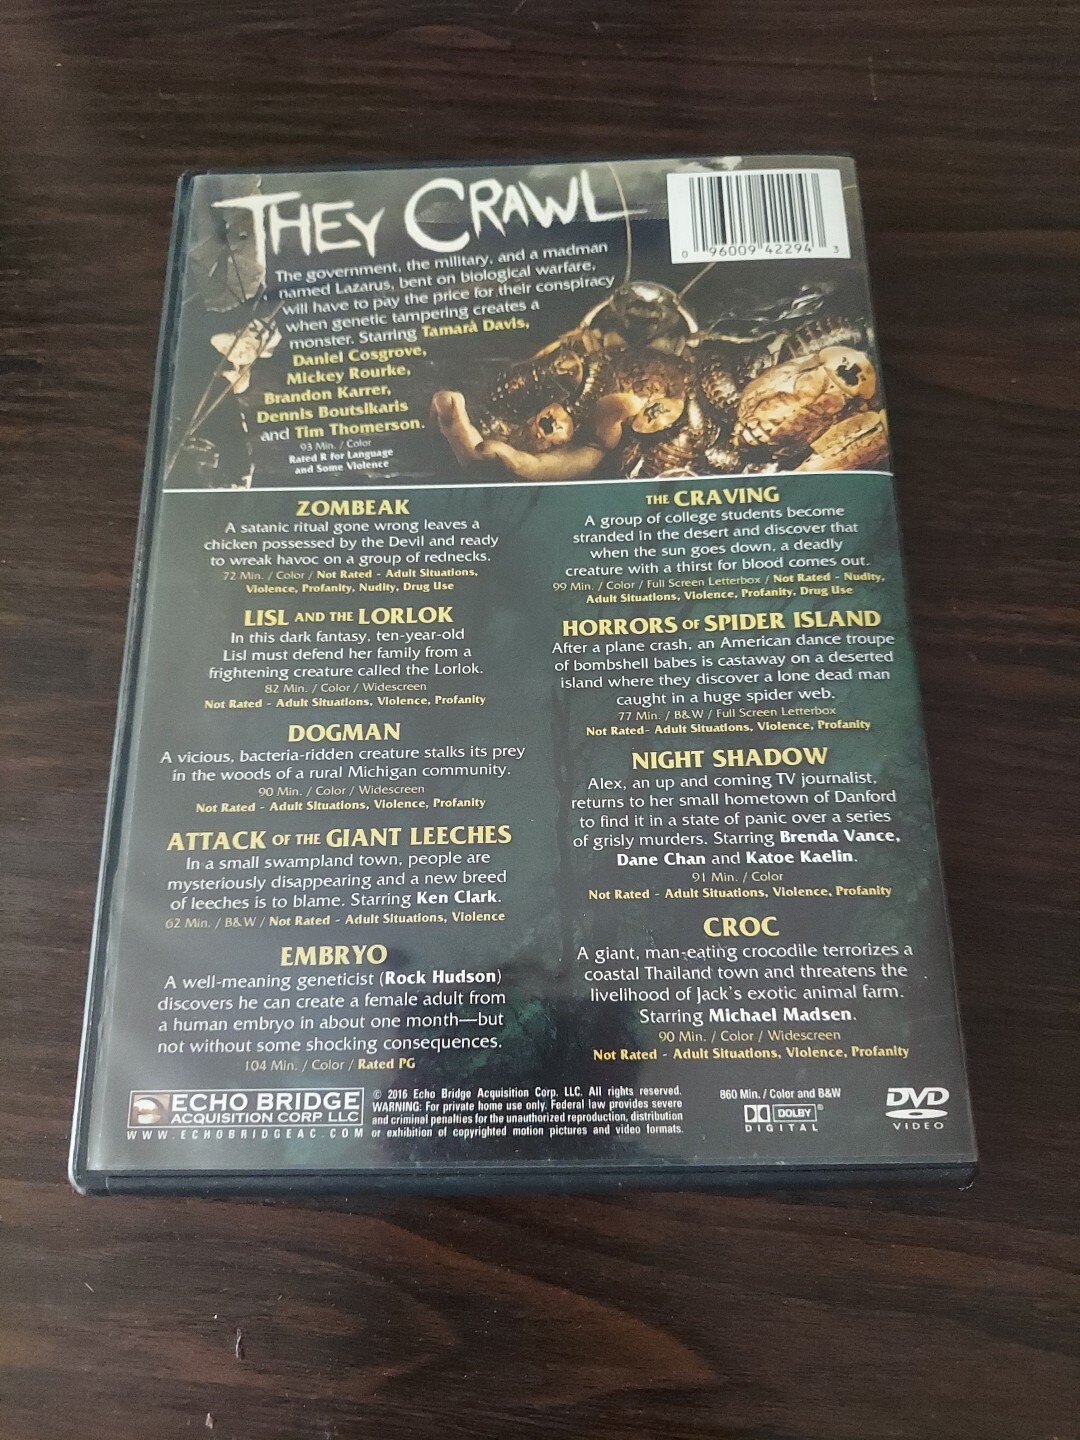 THEY CRAWL
0 96009 42294 3
The government, the military, and a madman
named Lazarus, bent on biological warfare,
will have to pay the price for their conspiracy
when genetic tampering creates a
monster. Starring Tamara Davis,
Daniel Cosgrove,
Mickey Rourke,
Brandon Karrer,
Dennis Boutsikaris
and Tim Thomerson.
93 Min. / Color
Rated R for Language
and Some Violence
ZOMBEAK
A satanic ritual gone wrong leaves a
chicken possessed by the Devil and ready
to wreak havoc on a group of rednecks.
72 Min. / Color / Not Rated - Adult Situations,
Violence, Profanity, Nudity, Drug Use
LISL AND THE LORLOK
In this dark fantasy, ten-year-old
Lisl must defend her family from a
frightening creature called the Lorlok.
82 Min. / Color / Widescreen
Not Rated - Adult Situations, Violence, Profanity
DOGMAN
A vicious, bacteria-ridden creature stalks its prey
in the woods of a rural Michigan community.
90 Min. / Color / Widescreen
Not Rated - Adult Situations, Violence, Profanity
ATTACK OF THE GIANT LEECHES
In a small swampland town, people are
mysteriously disappearing and a new breed
of leeches is to blame. Starring Ken Clark.
62 Min. / B&W / Not Rated - Adult Situations, Violence
EMBRYO
A well-meaning geneticist (Rock Hudson)
discovers he can create a female adult from
a human embryo in about one month—but
not without some shocking consequences.
104 Min. / Color / Rated PG
THE CRAVING
A group of college students become
stranded in the desert and discover that
when the sun goes down, a deadly
creature with a thirst for blood comes out.
99 Min. / Color / Full Screen Letterbox / Not Rated - Nudity,
Adult Situations, Violence, Profanity, Drug Use
HORRORS OF SPIDER ISLAND
After a plane crash, an American dance troupe
of bombshell babes is castaway on a deserted
island where they discover a lone dead man
caught in a huge spider web.
77 Min. / B&W / Full Screen Letterbox
Not Rated- Adult Situations, Violence, Profanity
NIGHT SHADOW
Alex, an up and coming TV journalist,
returns to her small hometown of Danford
to find it in a state of panic over a series
of grisly murders. Starring Brenda Vance,
Dane Chan and Katoe Kaelin.
91 Min. / Color
Not Rated - Adult Situations, Violence, Profanity
CROC
A giant, man-eating crocodile terrorizes a
coastal Thailand town and threatens the
livelihood of Jack's exotic animal farm.
Starring Michael Madsen.
90 Min. / Color / Widescreen
Not Rated - Adult Situations, Violence, Profanity
ECHO BRIDGE
ACQUISITION CORP LLC
WWW.ECHOBRIDGEAC.COM
© 2016 Echo Bridge Acquisition Corp. LLC. All rights reserved.
WARNING: For private home use only. Federal law provides severe
and criminal penalties for the unauthorized reproduction, distribution
or exhibition of copyrighted motion pictures and video formats.
860 Min. / Color and B&W
DOLBY®
DIGITAL
DVD
VIDEO